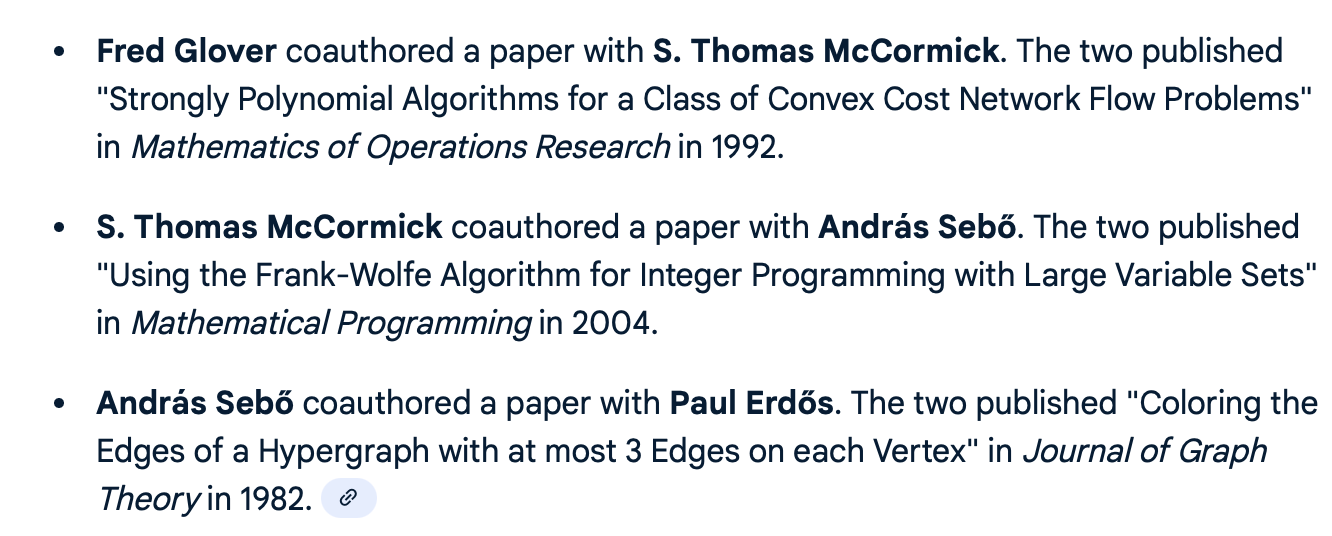 • Fred Glover coauthored a paper with S. Thomas McCormick. The two published
"Strongly Polynomial Algorithms for a Class of Convex Cost Network Flow Problems"
in Mathematics of Operations Research in 1992.
• S. Thomas McCormick coauthored a paper with András Sebő. The two published
"Using the Frank-Wolfe Algorithm for Integer Programming with Large Variable Sets"
in Mathematical Programming in 2004.
• András Sebő coauthored a paper with Paul Erdős. The two published "Coloring the
Edges of a Hypergraph with at most 3 Edges on each Vertex" in Journal of Graph
Theory in 1982.